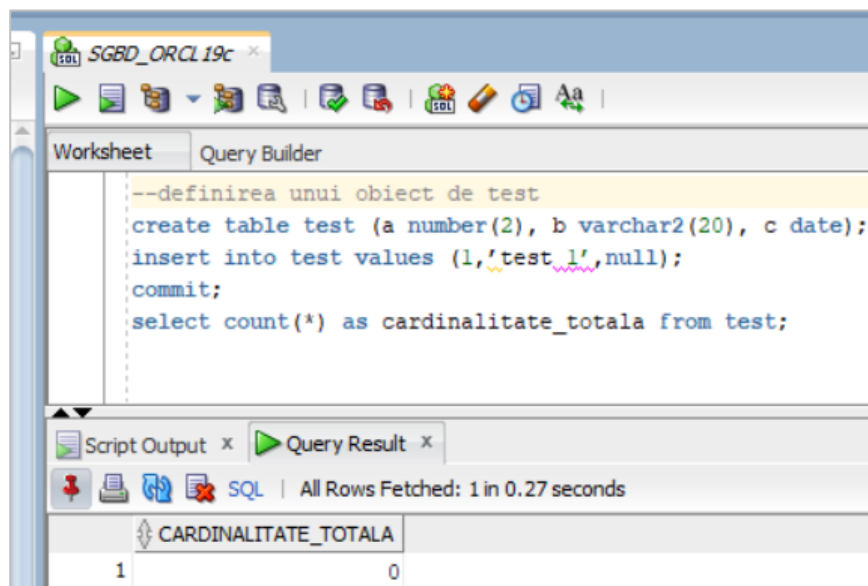 SGBD_ORCL19c
Worksheet Query Builder
--definirea unui obiect de test
create table test (a number(2), b varchar2(20), c date);
insert into test values (1,’test 1’,null);
commit;
select count(*) as cardinalitate_totala from test;
Script Output x Query Result x
SQL | All Rows Fetched: 1 in 0.27 seconds
CARDINALITATE_TOTALA
1 0